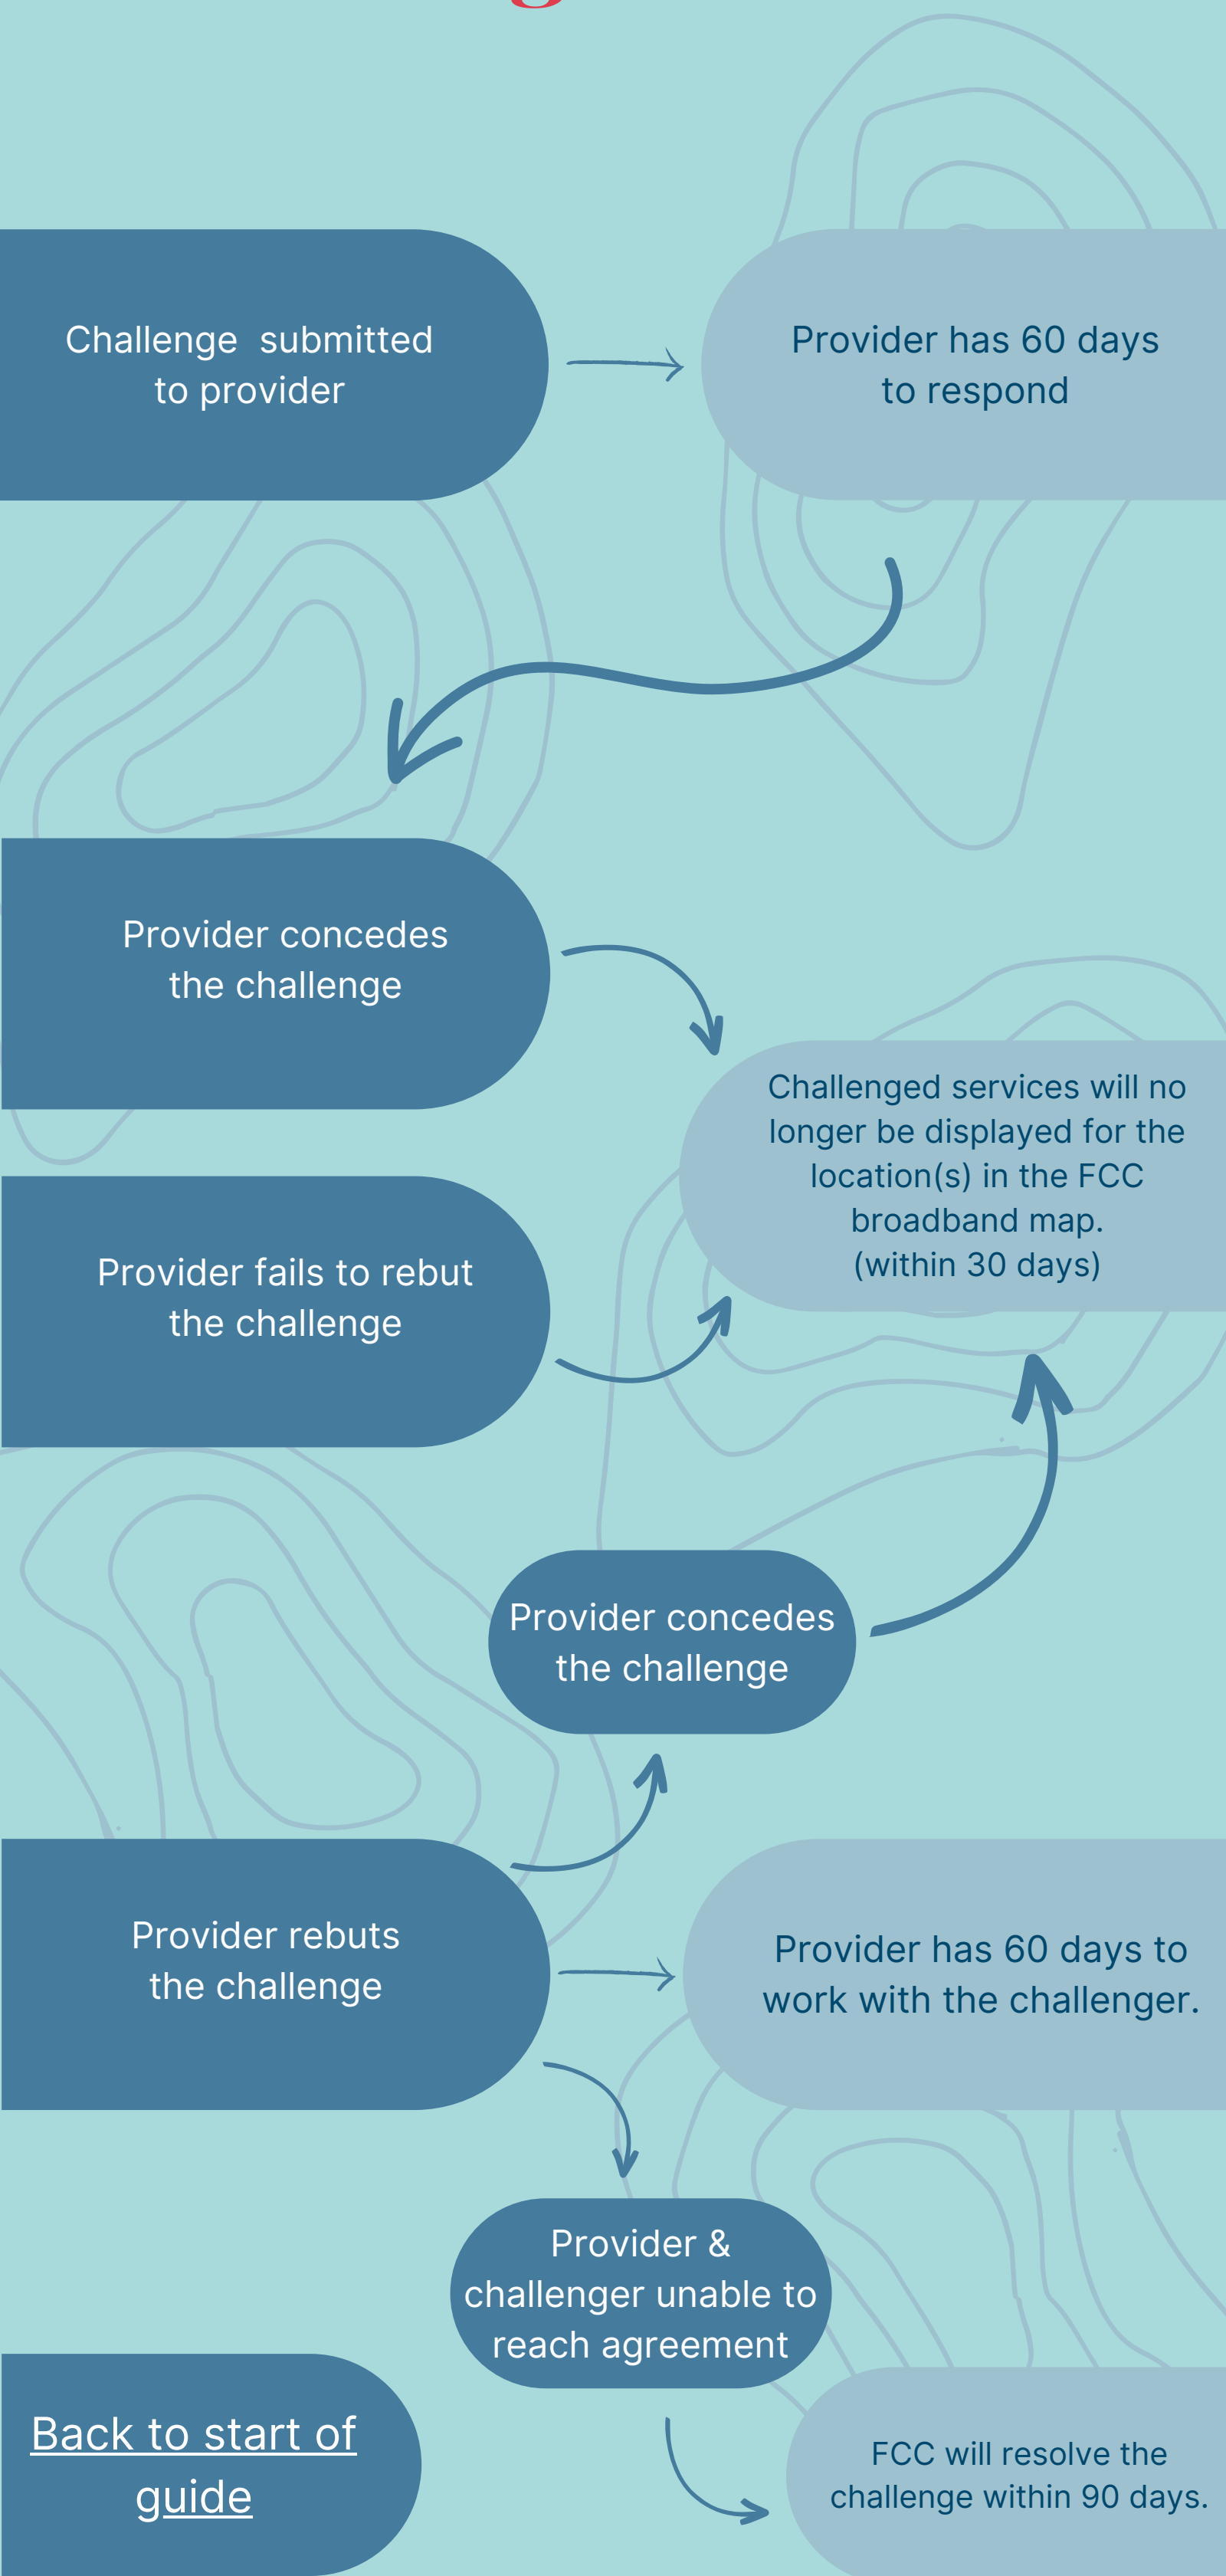 Challenge  submitted
to provider
Provider has 60 days
to respond
Provider concedes
the challenge
Challenged services will no
longer be displayed for the
location(s) in the FCC
broadband map.
(within 30 days)
Provider fails to rebut
the challenge
Provider concedes
the challenge
Provider rebuts
the challenge
Provider has 60 days to
work with the challenger.
Provider &
challenger unable to
reach agreement
Back to start of
guide
FCC will resolve the
challenge within 90 days.